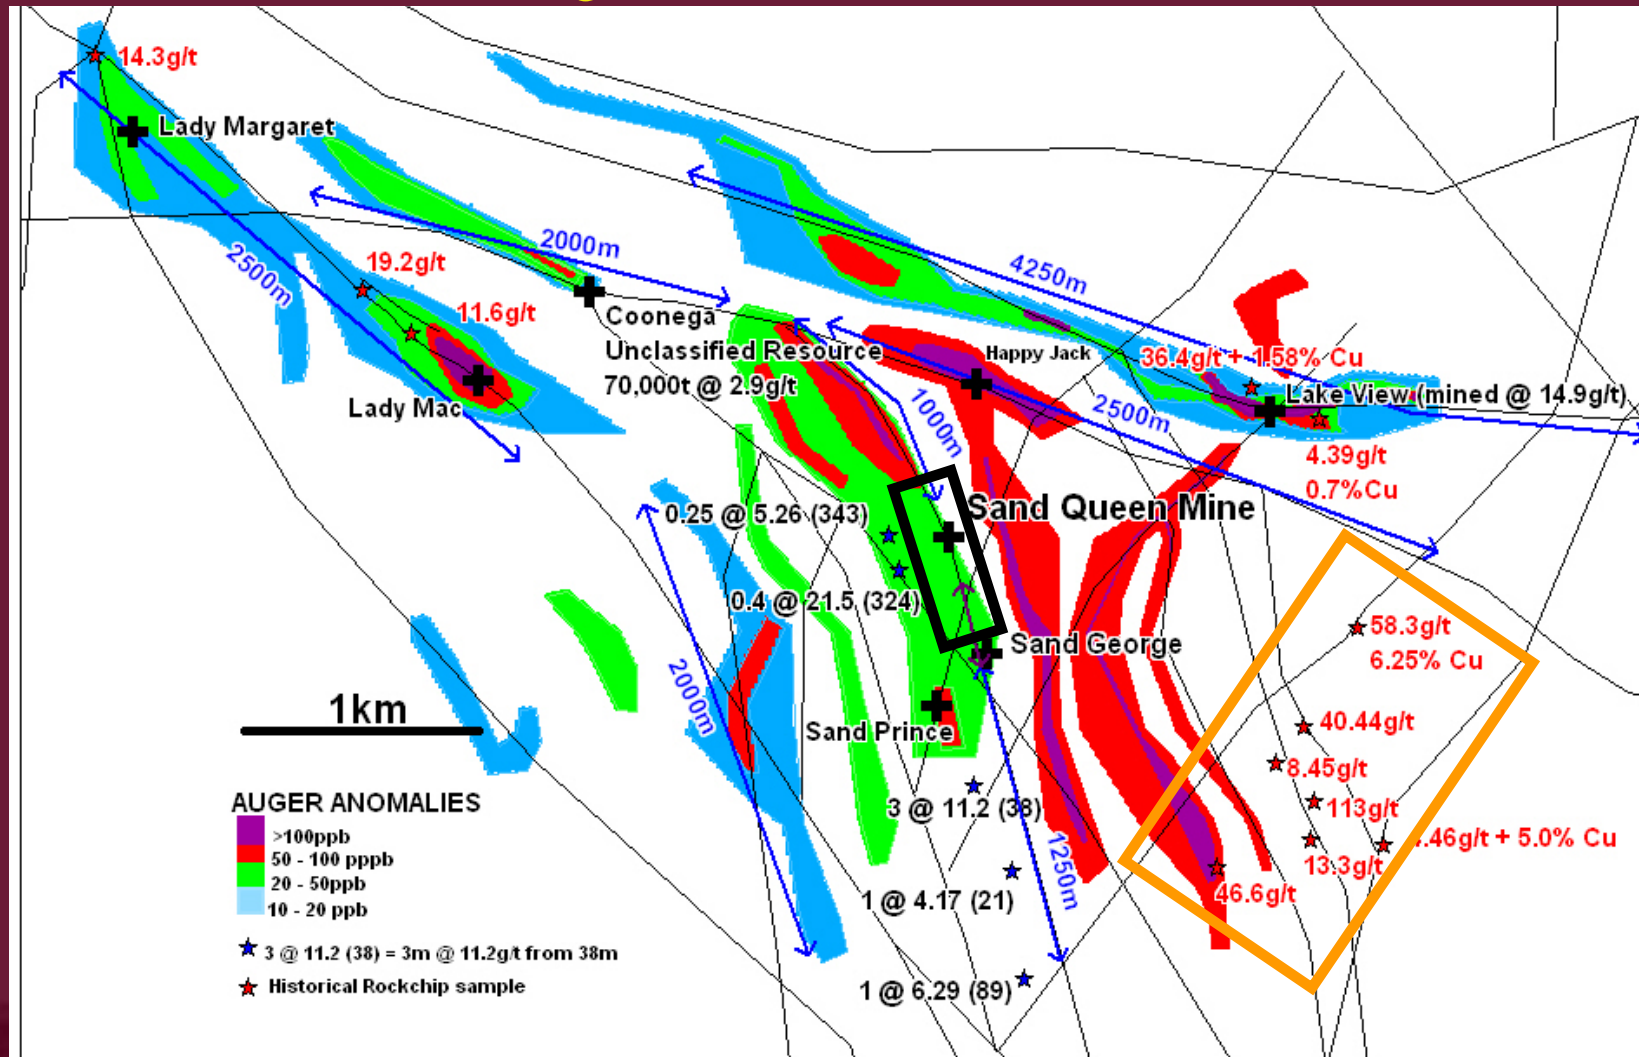 14.3g/t
Lady Margaret
2500m
19.2g/t
11.6g/t
Lady Mac
2000m
Coonega
Unclassified Resource
70,000t @ 2.9g/t
4250m
Happy Jack
36.4g/t + 1.58% Cu
Lake View (mined @ 14.9g/t)
4.39g/t
0.7%Cu
1000m
2500m
Sand Queen Mine
0.25 @ 5.26 (343)
0.4 @ 21.5 (324)
Sand George
Sand Prince
2000m
58.3g/t
6.25% Cu
40.44g/t
8.45g/t
113g/t
.46g/t + 5.0% Cu
13.3g/t
46.6g/t
3 @ 11.2 (38)
1250m
1 @ 4.17 (21)
1 @ 6.29 (89)
1km
AUGER ANOMALIES
>100ppb
50 - 100 pppb
20 - 50ppb
10 - 20 ppb
3 @ 11.2 (38) = 3m @ 11.2g/t from 38m
Historical Rockchip sample